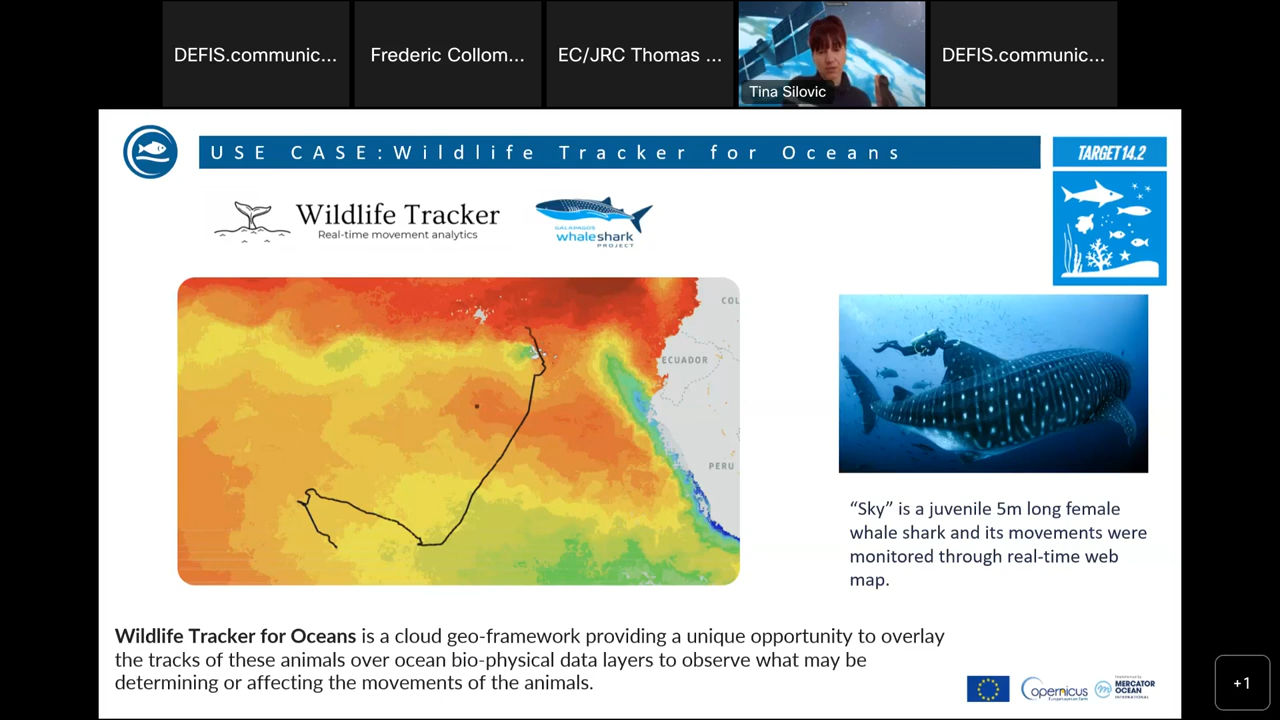 DEFIS.communic...
Frederic Collom...
EC/JRC Thomas ...
Tina Silovic
DEFIS.communic...
USE CASE:Wildlife Tracker for Oceans
TARGET 14.2
Wildlife Tracker
Real-time movement analytics
GALAPAGOS
whaleshark
PROJECT
COL
ECUADOR
PERU
“Sky” is a juvenile 5m long female
whale shark and its movements were
monitored through real-time web
map.
Wildlife Tracker for Oceans is a cloud geo-framework providing a unique opportunity to overlay
the tracks of these animals over ocean bio-physical data layers to observe what may be
determining or affecting the movements of the animals.
opernicus
MERCATOR
OCEAN
INTERNATIONAL
+1